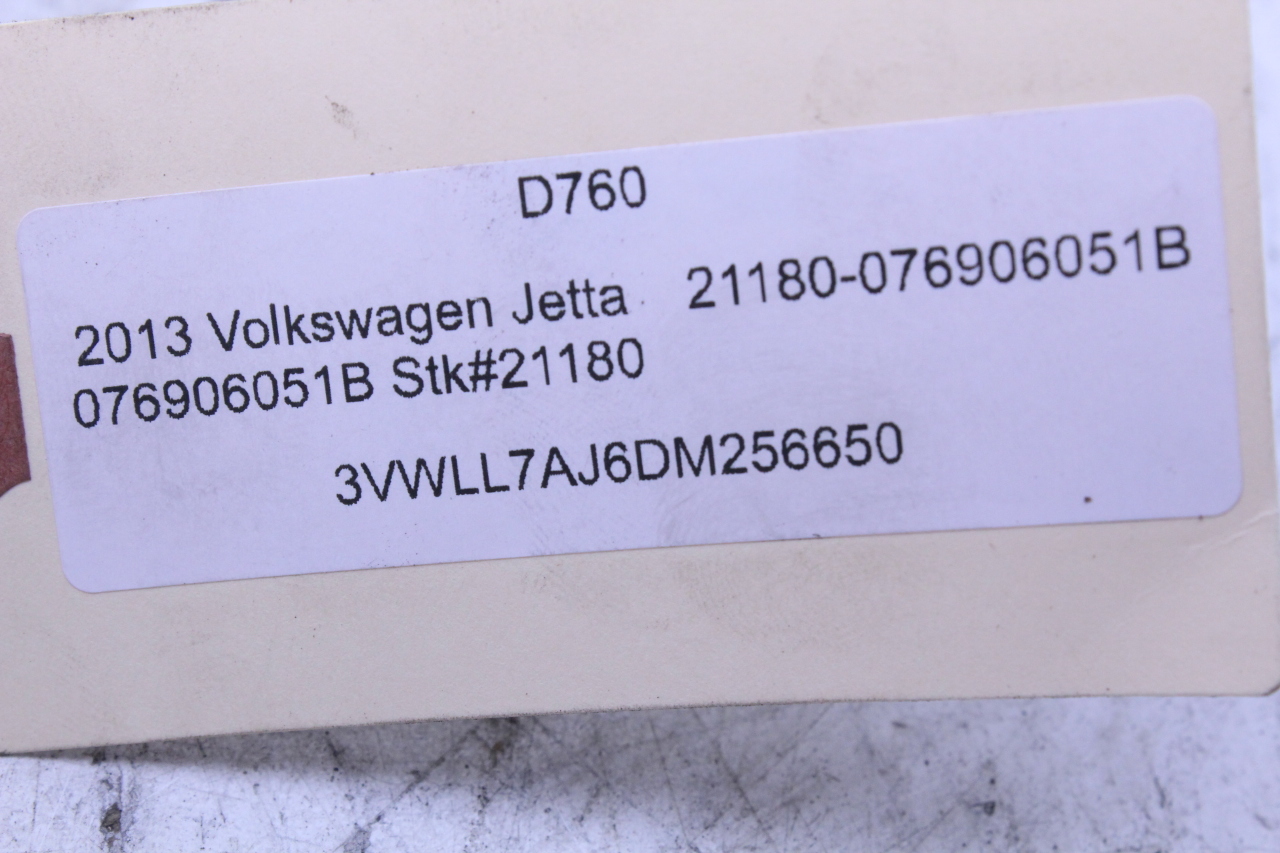 D760
2013 Volkswagen Jetta 21180-076906051B
076906051B Stk#21180
3VWLL7AJ6DM256650